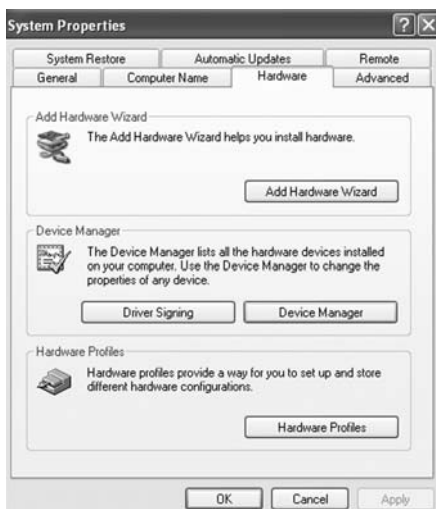 System Properties
System Restore Automatic Updates Remote
General Computer Name Hardware Advanced
Add Hardware Wizard
The Add Hardware Wizard helps you install hardware.
Add Hardware Wizard
Device Manager
The Device Manager lists all the hardware devices installed
on your computer. Use the Device Manager to change the
properties of any device.
Driver Signing Device Manager
Hardware Profiles
Hardware profiles provide a way for you to set up and store
different hardware configurations.
Hardware Profiles
OK Cancel Apply